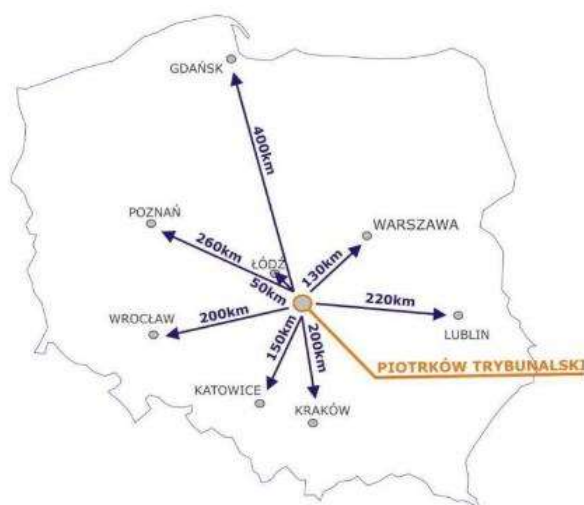 GDAŃSK
400km
POZNAŃ
260km
WARSZAWA
130km
ŁÓDŹ
50km
WROCŁAW
200km
220km
LUBLIN
150km
200km
PIOTRKÓW TRYBUNALSKI
KATOWICE
KRAKÓW